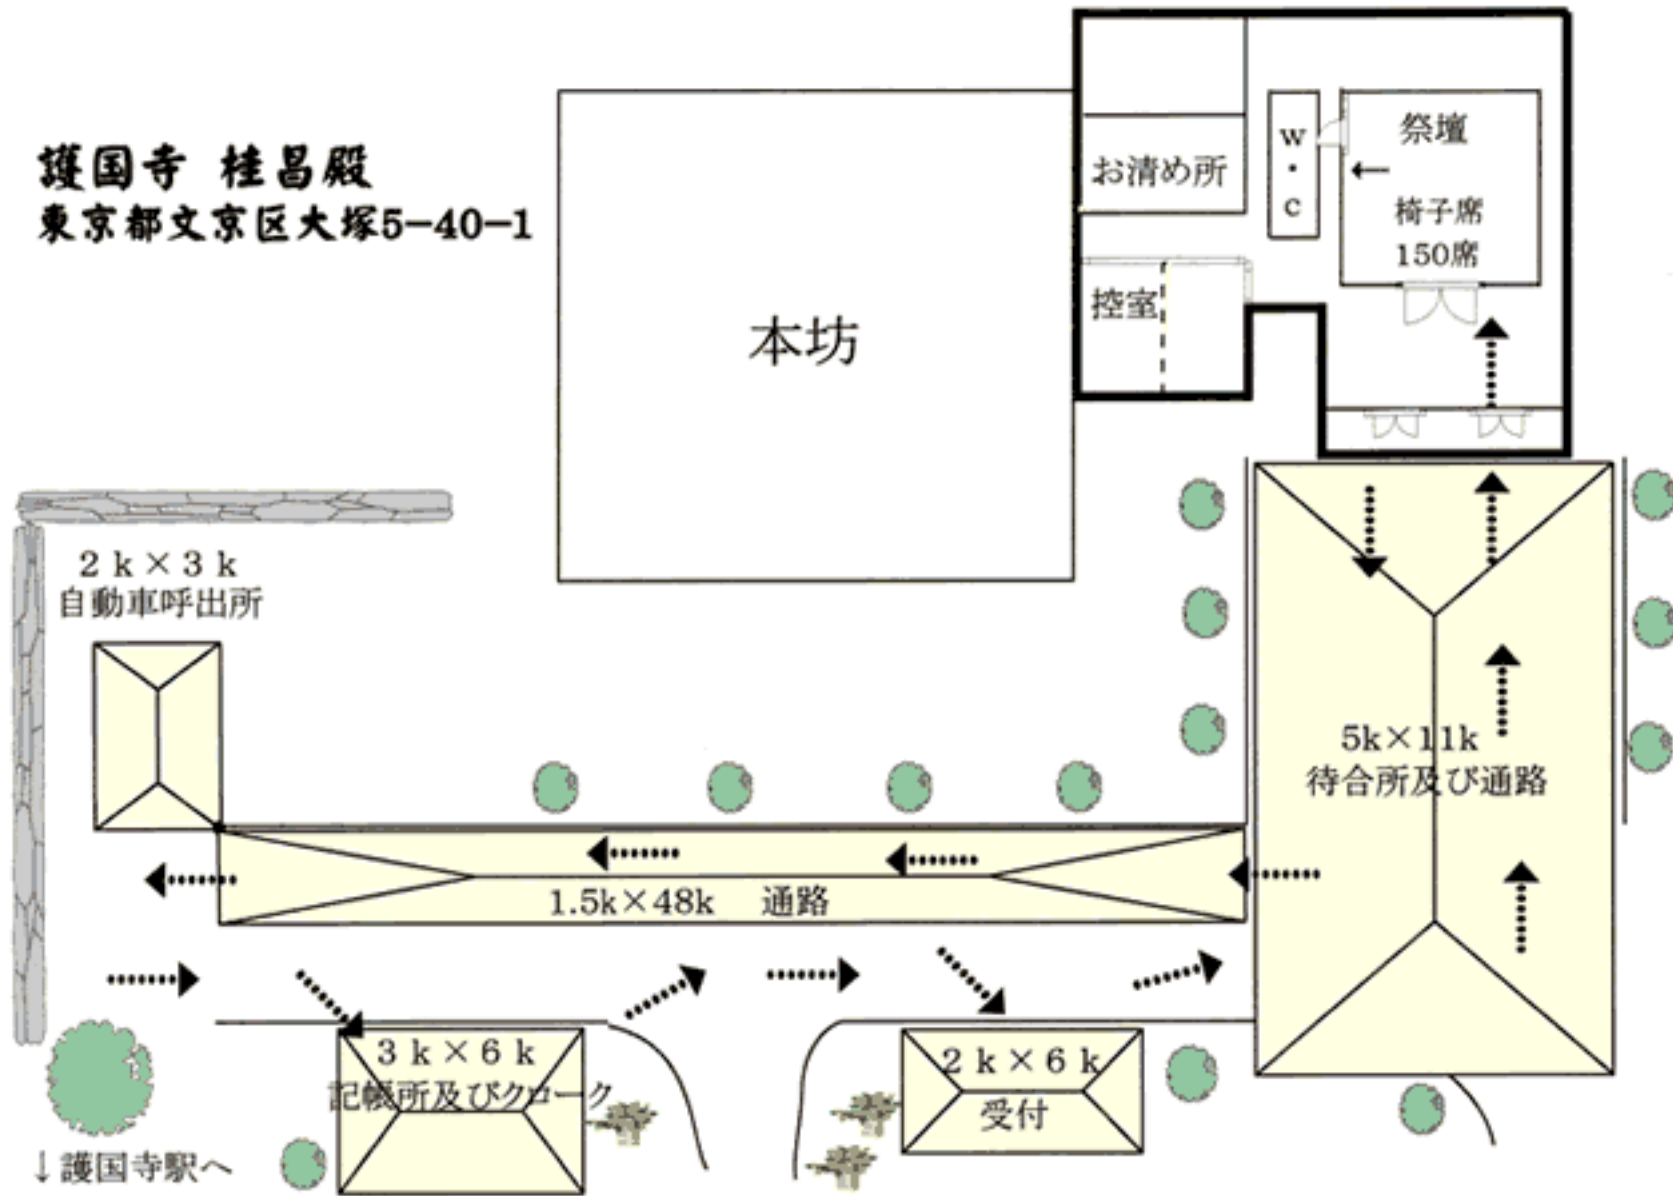 護国寺 桂昌殿
東京都文京区大塚5-40-1
本坊
お清め所
控室
W・C
祭壇
←
椅子席
150席
2k×3k
自動車呼出所
5k×11k
待合所及び通路
1.5k×48k 通路
3k×6k
記帳所及びクローク
2k×6k
受付
↓護国寺駅へ